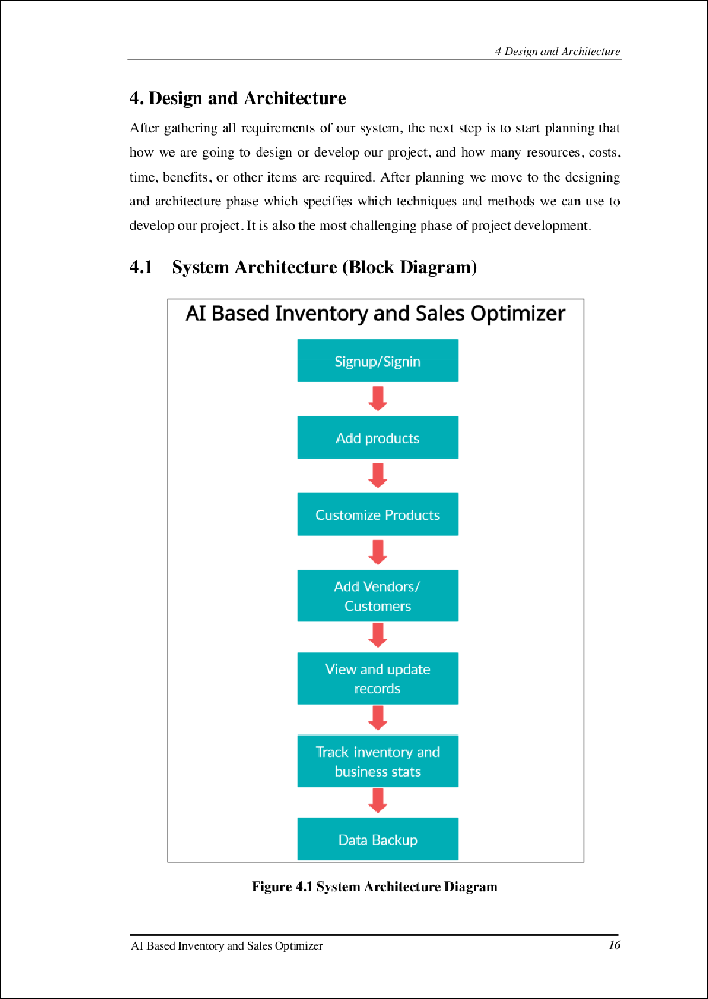 4 Design and Architecture
4. Design and Architecture
After gathering all requirements of our system, the next step is to start planning that
how we are going to design or develop our project, and how many resources, costs,
time, benefits, or other items are required. After planning we move to the designing
and architecture phase which specifies which techniques and methods we can use to
develop our project. It is also the most challenging phase of project development.
4.1 System Architecture (Block Diagram)
AI Based Inventory and Sales Optimizer
Signup/Signin
Add products
Customize Products
Add Vendors/
Customers
View and update
records
Track inventory and
business stats
Data Backup
Figure 4.1 System Architecture Diagram
AI Based Inventory and Sales Optimizer 16